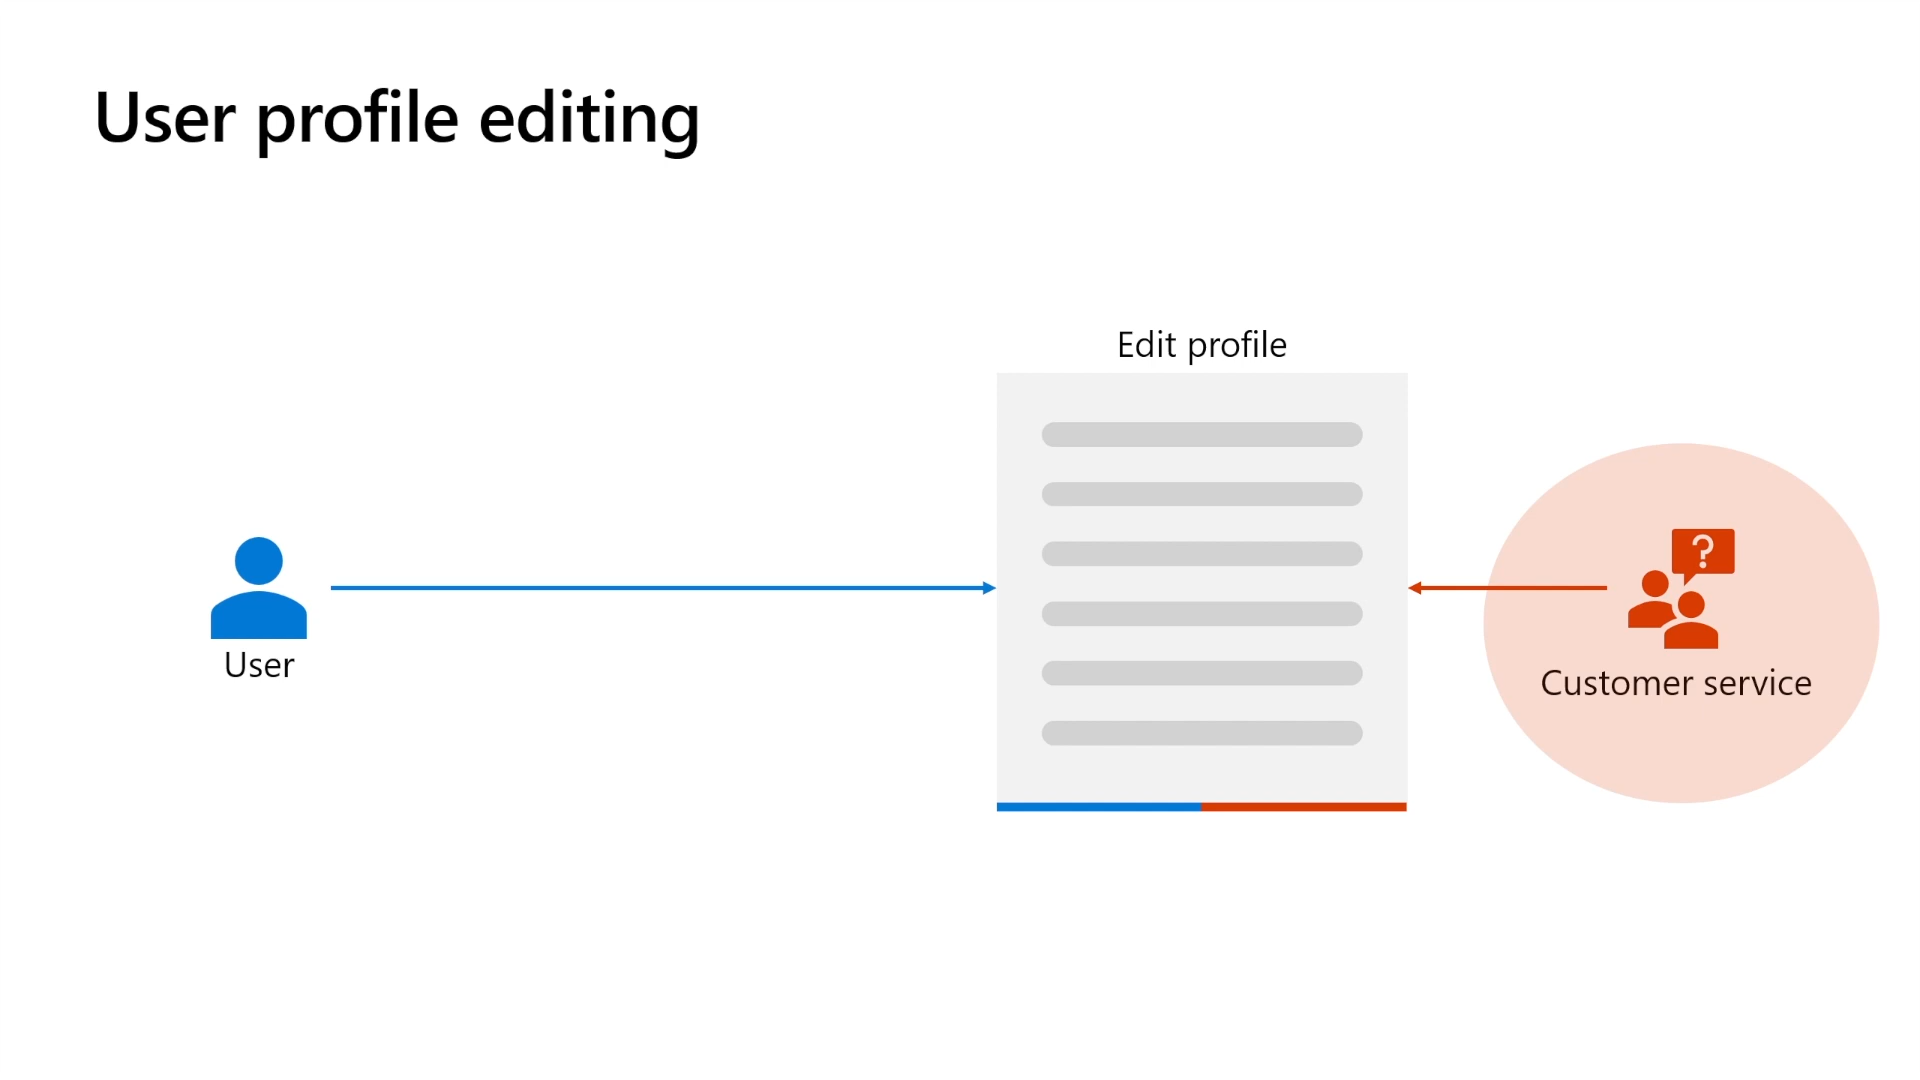 User profile editing
Edit profile
?
User
Customer service